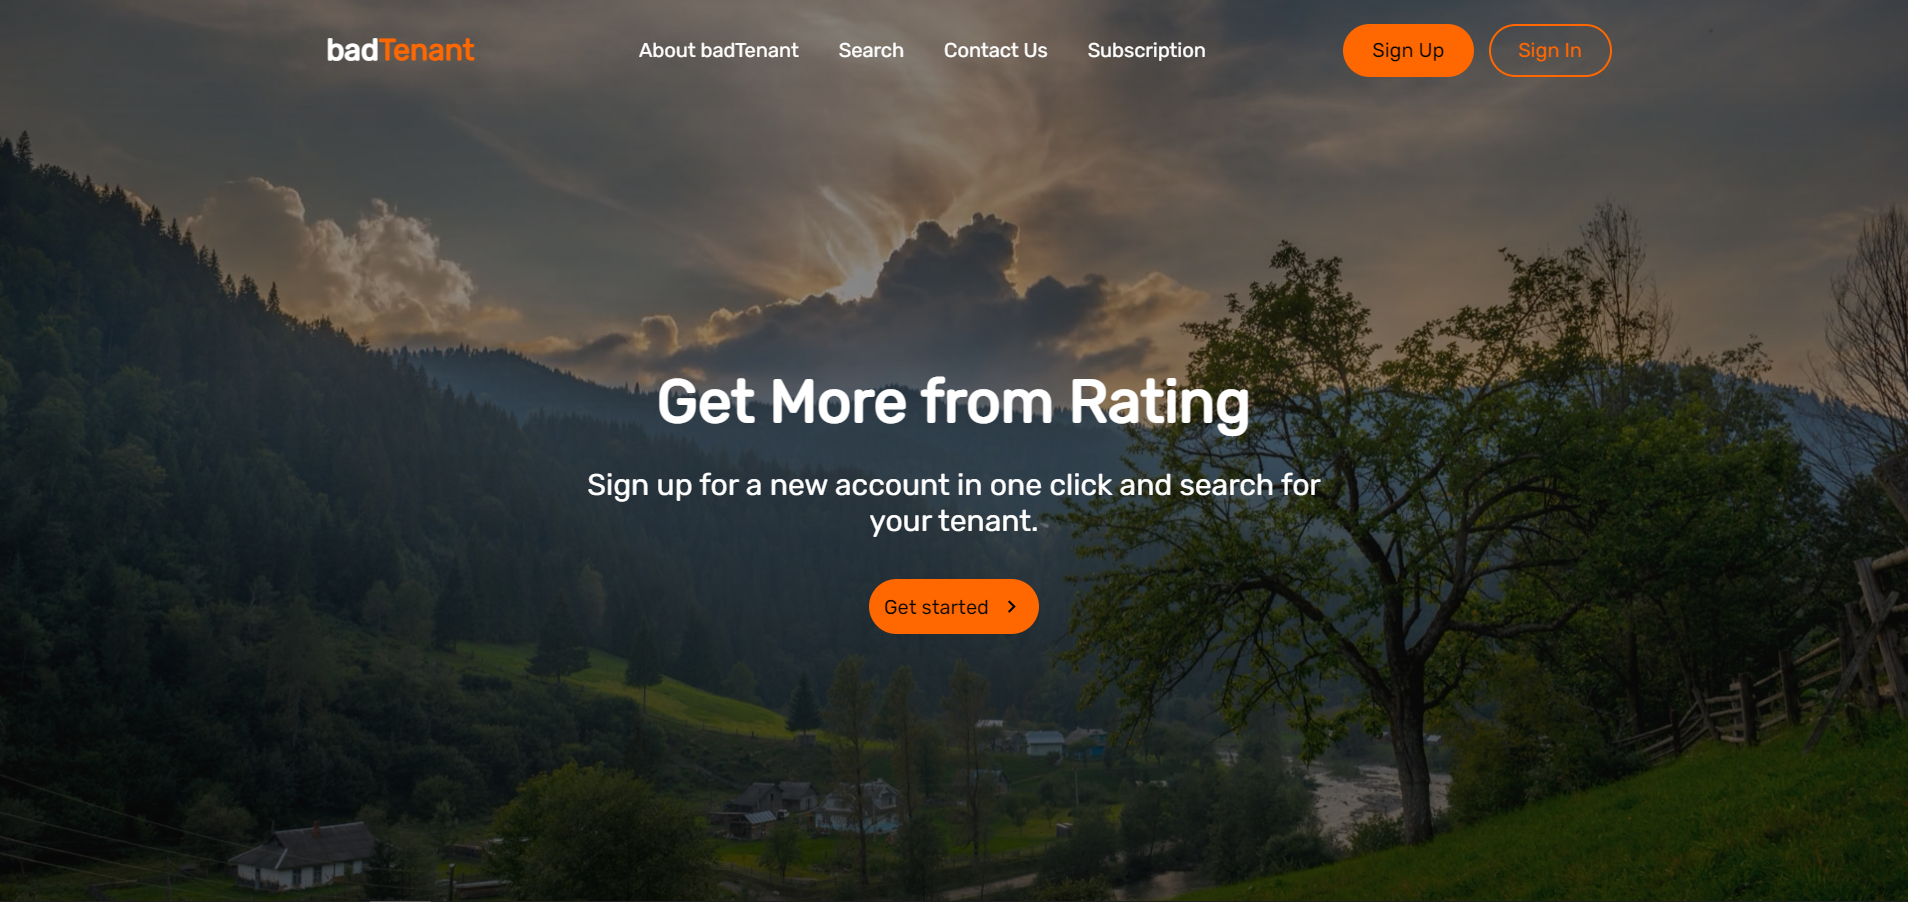 badTenant
About badTenant
Search
Contact Us
Subscription
Sign Up
Sign In
Get More from Rating
Sign up for a new account in one click and search for
your tenant.
Get started